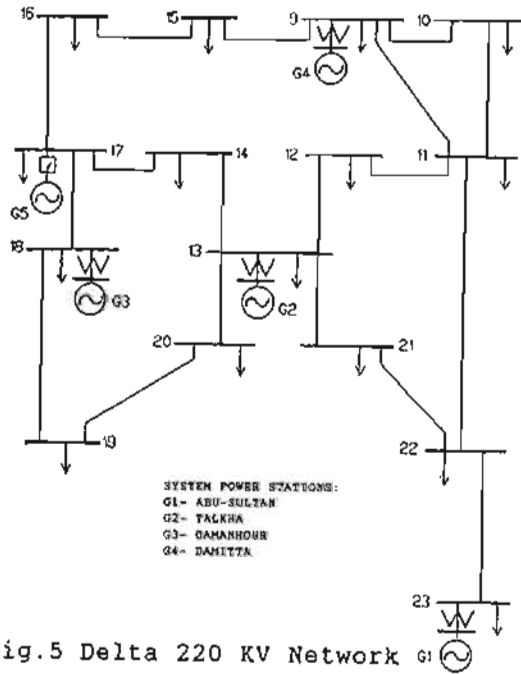 16 15 9 10
G4
17 14 12 11
G5
18 13
G3 G2
20 21
19 22
SYSTEM POWER STATIONS:
G1- ABU-SULTAN
G2- TALKHA
G3- DAMANHOUR
G4- DAMITTA
23
ig.5 Delta 220 KV Network G1